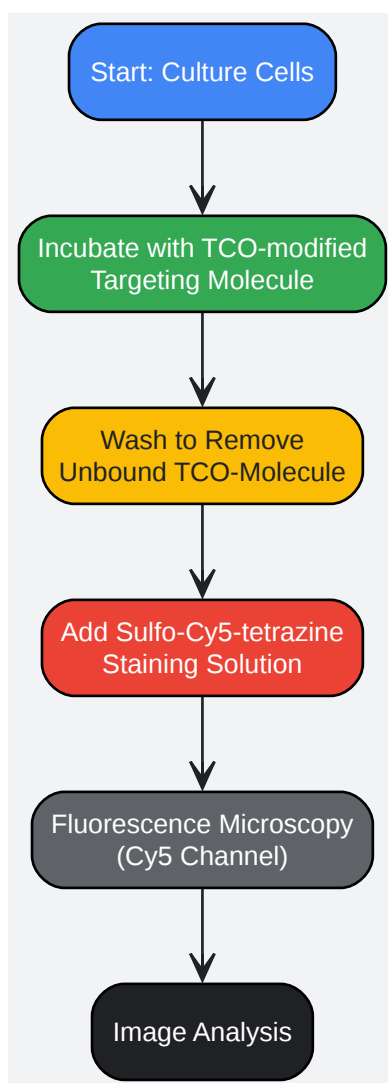 Start: Culture Cells
Incubate with TCO-modified
Targeting Molecule
Wash to Remove
Unbound TCO-Molecule
Add Sulfo-Cy5-tetrazine
Staining Solution
Fluorescence Microscopy
(Cy5 Channel)
Image Analysis